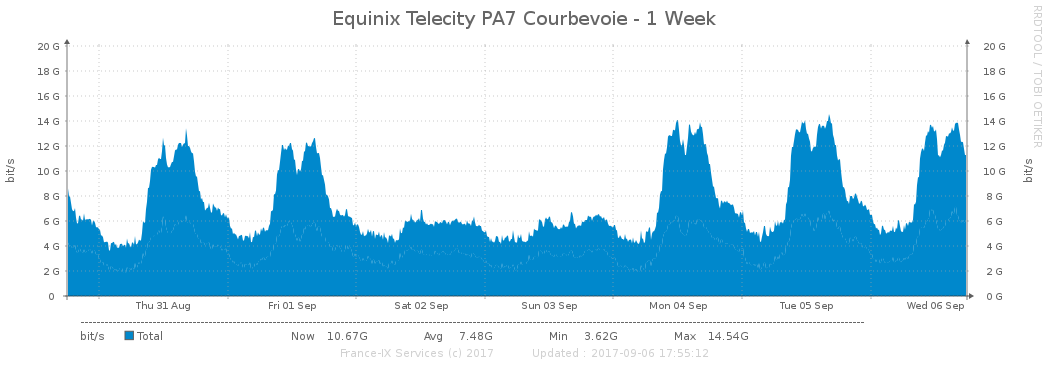 Equinix Telecity PA7 Courbevoie - 1 Week
RRDTOOL / TOBI OETIKER
20 G 20 G
18 G 18 G
16 G 16 G
14 G 14 G
12 G 12 G
10 G 10 G
8 G 8 G
6 G 6 G
4 G 4 G
2 G 2 G
0 0 G
bit/s
bit/s
Thu 31 Aug Fri 01 Sep Sat 02 Sep Sun 03 Sep Mon 04 Sep Tue 05 Sep Wed 06 Sep
bit/s Total Now 10.67G Avg 7.48G Min 3.62G Max 14.54G
France-IX Services (c) 2017 Updated : 2017-09-06 17:55:12